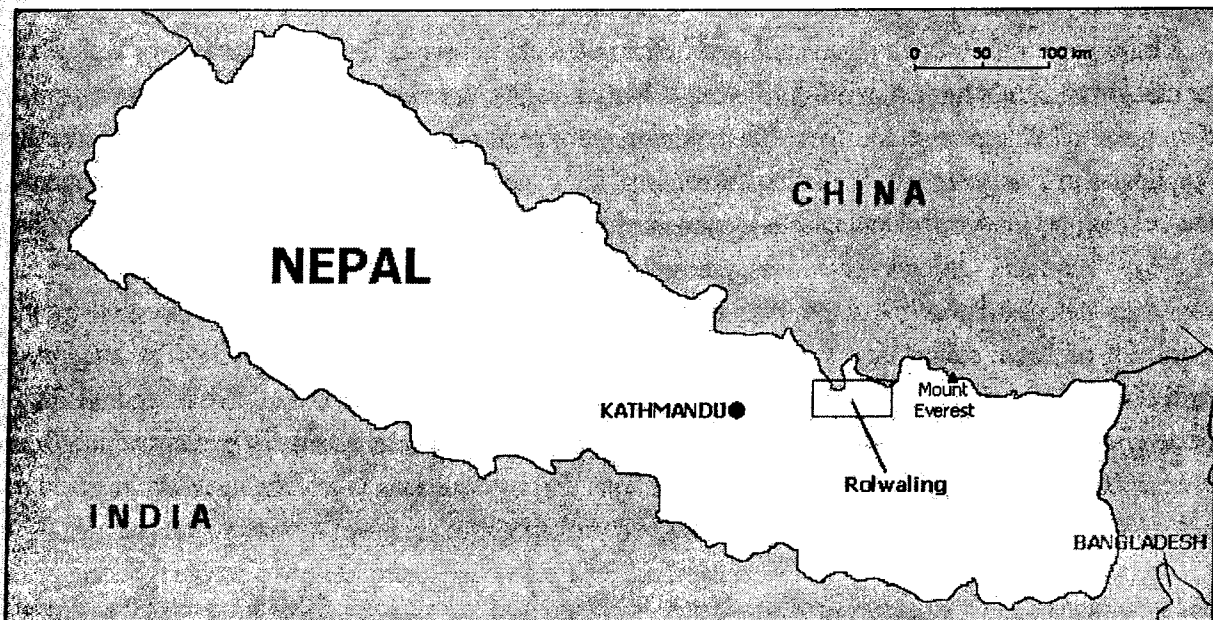 0 50 100 km
CHINA
NEPAL
KATHMANDU
Mount
Everest
Rolwaling
INDIA
BANGLADESH